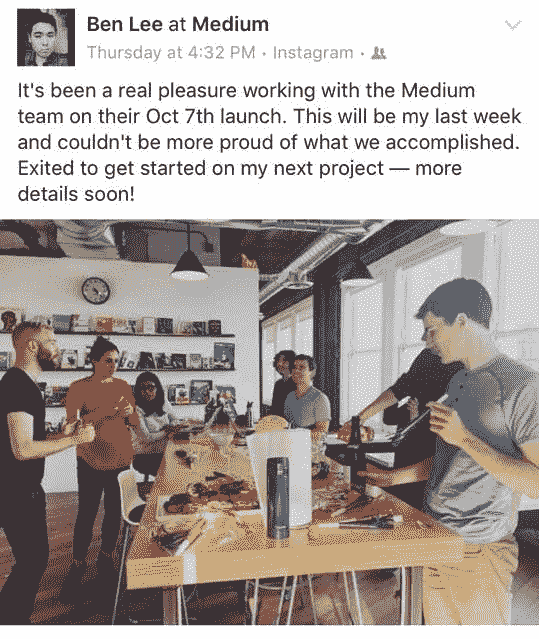 Ben Lee at Medium
Thursday at 4:32 PM · Instagram ·
It's been a real pleasure working with the Medium
team on their Oct 7th launch. This will be my last week
and couldn't be more proud of what we accomplished.
Exited to get started on my next project — more
details soon!